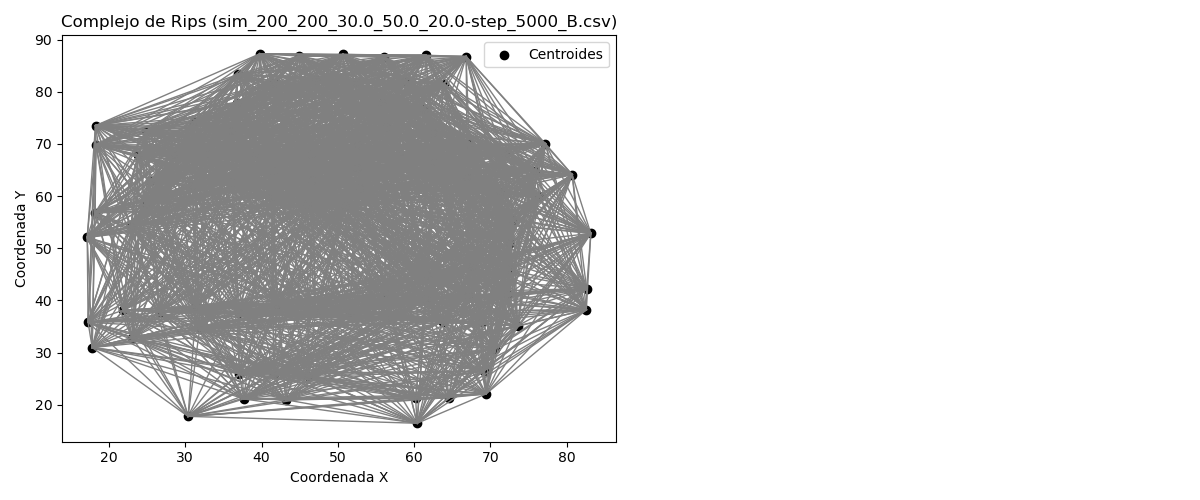 Complejo de Rips (sim_200_200_30.0_50.0_20.0-step_5000_B.csv)
Centroides
90
80
70
60
50
40
30
20
Coordenada Y
20 30 40 50 60 70 80
Coordenada X